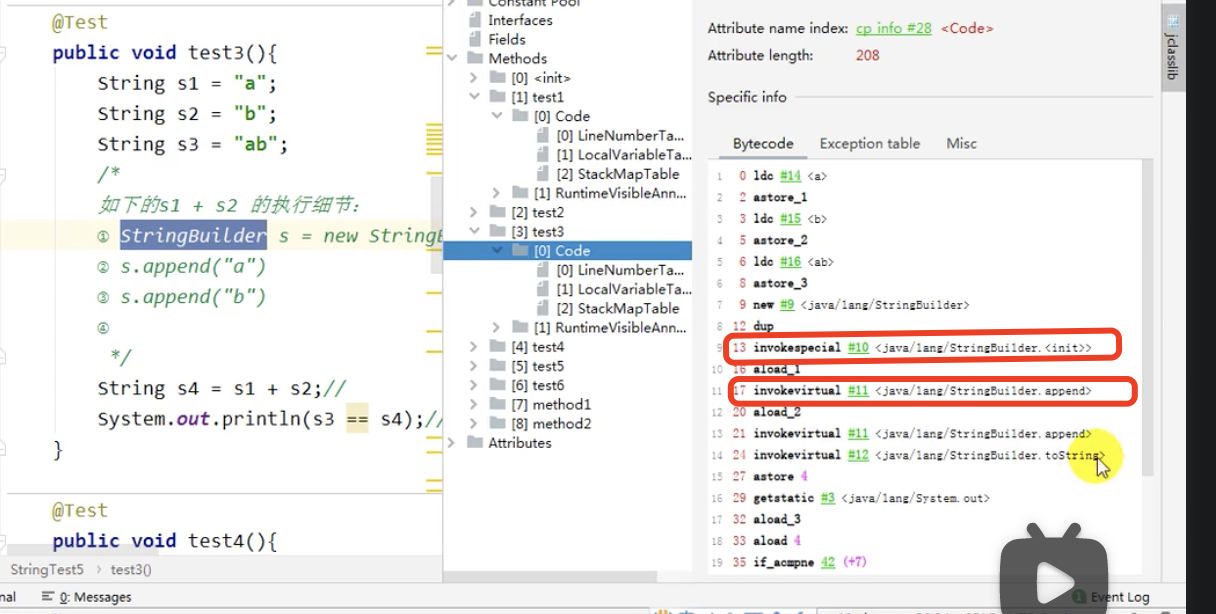 @Test
public void test3(){
String s1 = "a";
String s2 = "b";
String s3 = "ab";
/*
如下的s1 + s2 的执行细节:
① StringBuilder s = new String
② s.append("a")
③ s.append("b")
④
*/
String s4 = s1 + s2;//
System.out.println(s3 == s4);//
}
@Test
public void test4(){
StringTest5 > test3()
0: Messages
Constant Pool
Interfaces
Fields
Methods
[0] <init>
[1] test1
[0] Code
[0] LineNumberTa...
[1] LocalVariableTa...
[2] StackMapTable
[1] RuntimeVisibleAnn...
[2] test2
[3] test3
[0] Code
[0] LineNumberTa...
[1] LocalVariableTa...
[2] StackMapTable
[1] RuntimeVisibleAnn...
[4] test4
[5] test5
[6] test6
[7] method1
[8] method2
Attributes
Attribute name index: cp info #28 <Code>
Attribute length: 208
Specific info
Bytecode Exception table Misc
1 0 ldc #14 <a>
2 2 astore_1
3 3 ldc #15 <b>
4 5 astore_2
5 6 ldc #16 <ab>
6 8 astore_3
7 9 new #9 <java/lang/StringBuilder>
8 12 dup
9 13 invokespecial #10 <java/lang/StringBuilder.<init>>
10 16 aload_1
11 17 invokevirtual #11 <java/lang/StringBuilder.append>
12 20 aload_2
13 21 invokevirtual #11 <java/lang/StringBuilder.append>
14 24 invokevirtual #12 <java/lang/StringBuilder.toString>
15 27 astore 4
16 29 getstatic #3 <java/lang/System.out>
17 32 aload_3
18 33 aload 4
19 35 if_acmpne 42 (+7)
jclasslib
1 Event Log